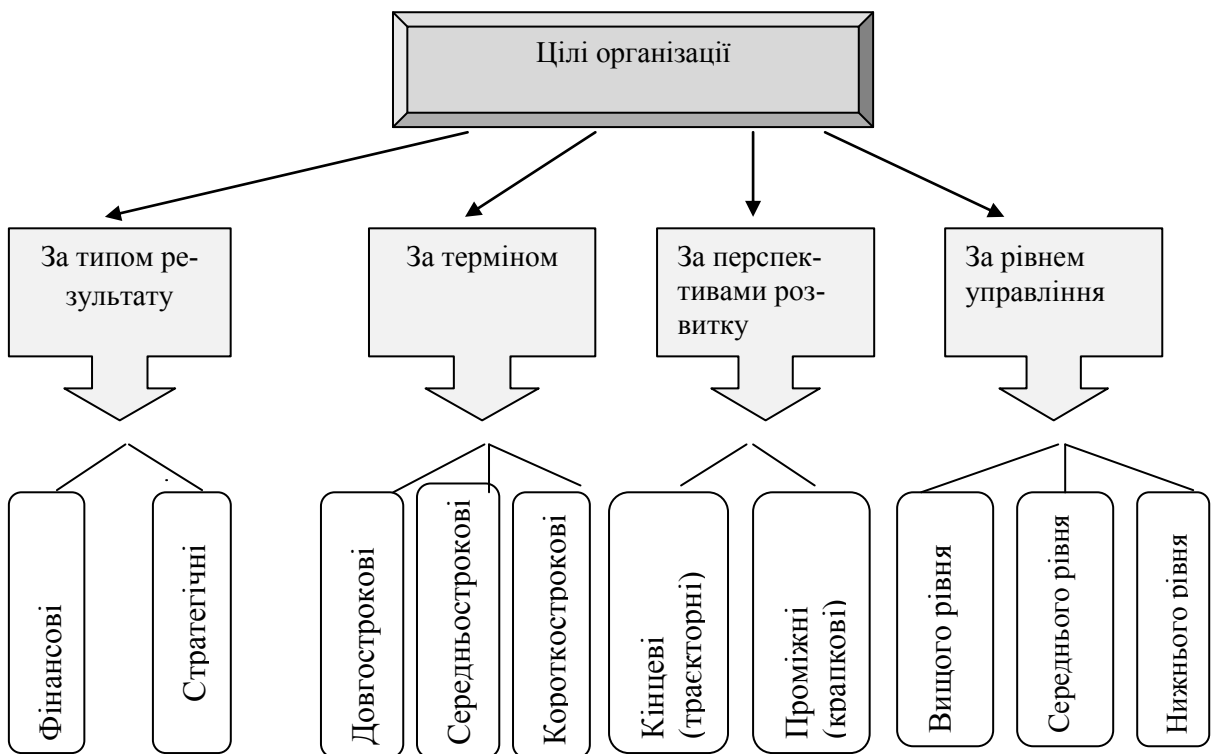 Цілі організації
За типом ре-
зультату
За терміном
За перспек-
тивами роз-
витку
За рівнем
управління
Фінансові
Стратегічні
Довгострокові
Середньострокові
Короткострокові
Кінцеві
(траєкторні)
Проміжні
(крапкові)
Вищого рівня
Середнього рівня
Нижнього рівня